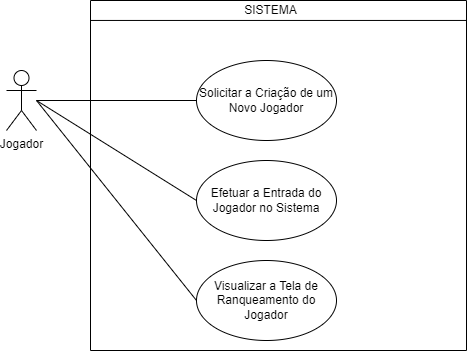 SISTEMA
Solicitar a Criação de um
Novo Jogador
Jogador
Efetuar a Entrada do
Jogador no Sistema
Visualizar a Tela de
Ranqueamento do
Jogador